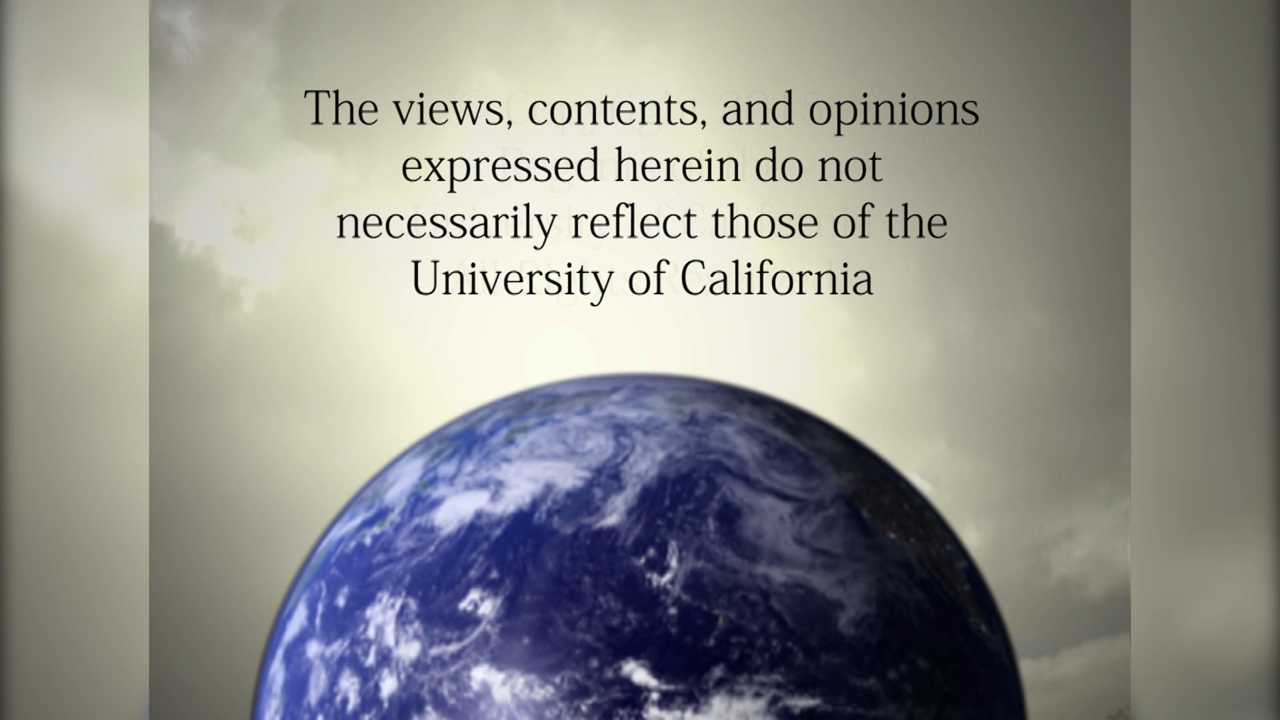 The views, contents, and opinions
expressed herein do not
necessarily reflect those of the
University of California